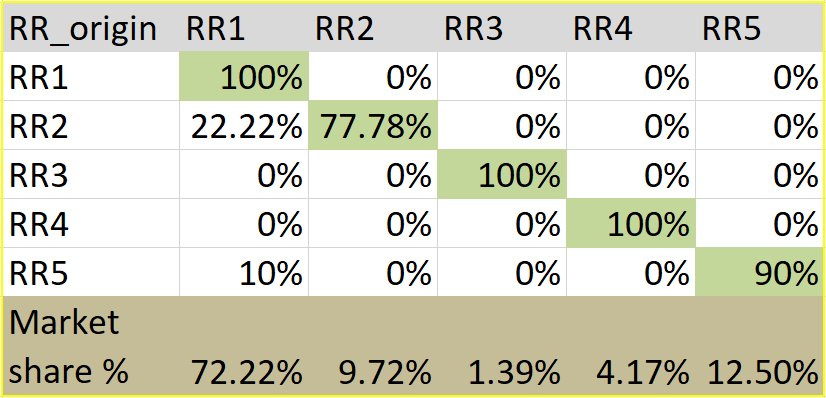 RR_origin RR1 RR2 RR3 RR4 RR5
RR1 100% 0% 0% 0% 0%
RR2 22.22% 77.78% 0% 0% 0%
RR3 0% 0% 100% 0% 0%
RR4 0% 0% 0% 100% 0%
RR5 10% 0% 0% 0% 90%
Market
share % 72.22% 9.72% 1.39% 4.17% 12.50%